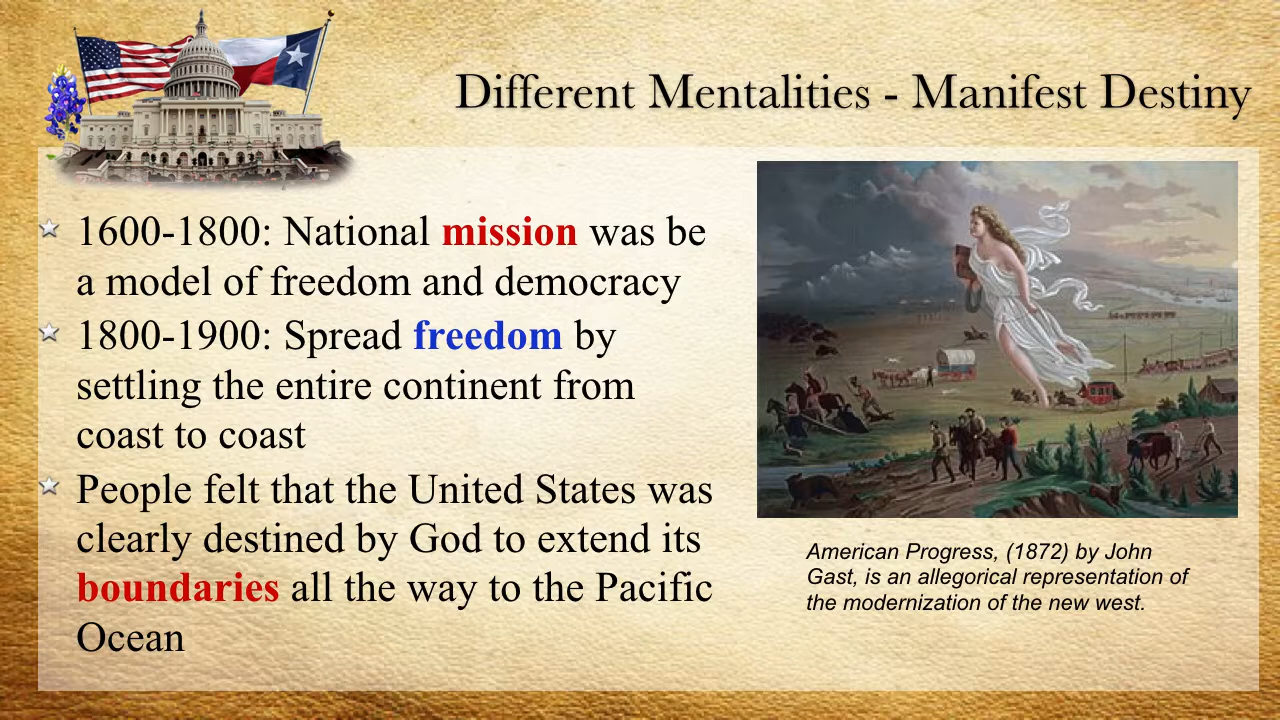 Different Mentalities - Manifest Destiny
1600-1800: National mission was be
a model of freedom and democracy
1800-1900: Spread freedom by
settling the entire continent from
coast to coast
People felt that the United States was
clearly destined by God to extend its
boundaries all the way to the Pacific
Ocean
American Progress, (1872) by John
Gast, is an allegorical representation of
the modernization of the new west.